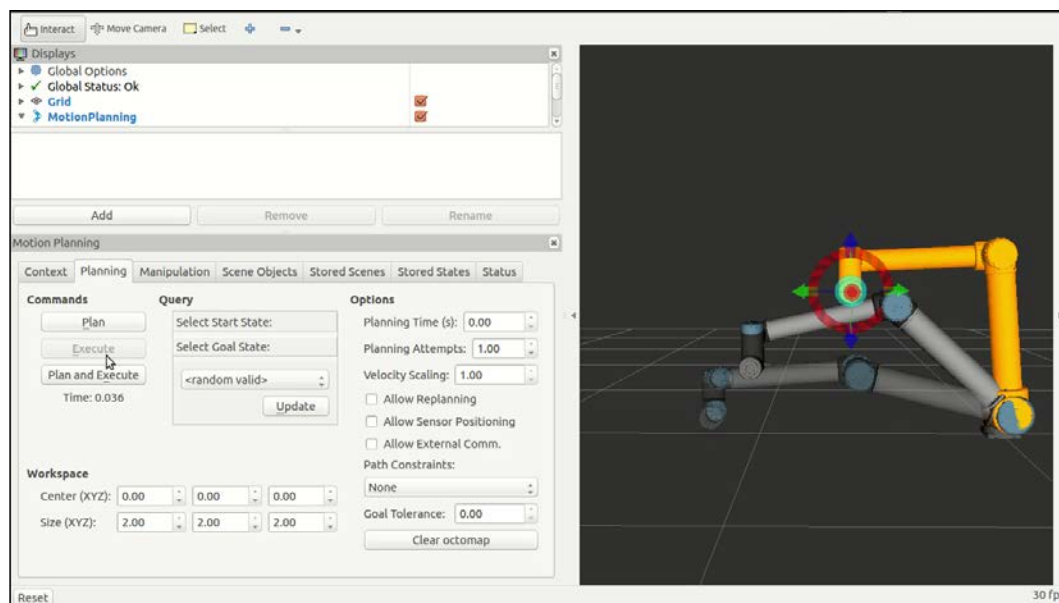 Interact Move Camera Select
Displays
Global Options
Global Status: Ok
Grid
MotionPlanning
Add Remove Rename
Motion Planning
Context Planning Manipulation Scene Objects Stored Scenes Stored States Status
Commands Query Options
Plan Select Start State: Planning Time (s): 0.00
Execute Select Goal State: Planning Attempts: 1.00
Plan and Execute <random valid> Velocity Scaling: 1.00
Time: 0.036 Update Allow Replanning
Allow Sensor Positioning
Allow External Comm.
Workspace Path Constraints:
Center (XYZ): 0.00 0.00 0.00 None
Size (XYZ): 2.00 2.00 2.00 Goal Tolerance: 0.00
Clear octomap
Reset 30 fp